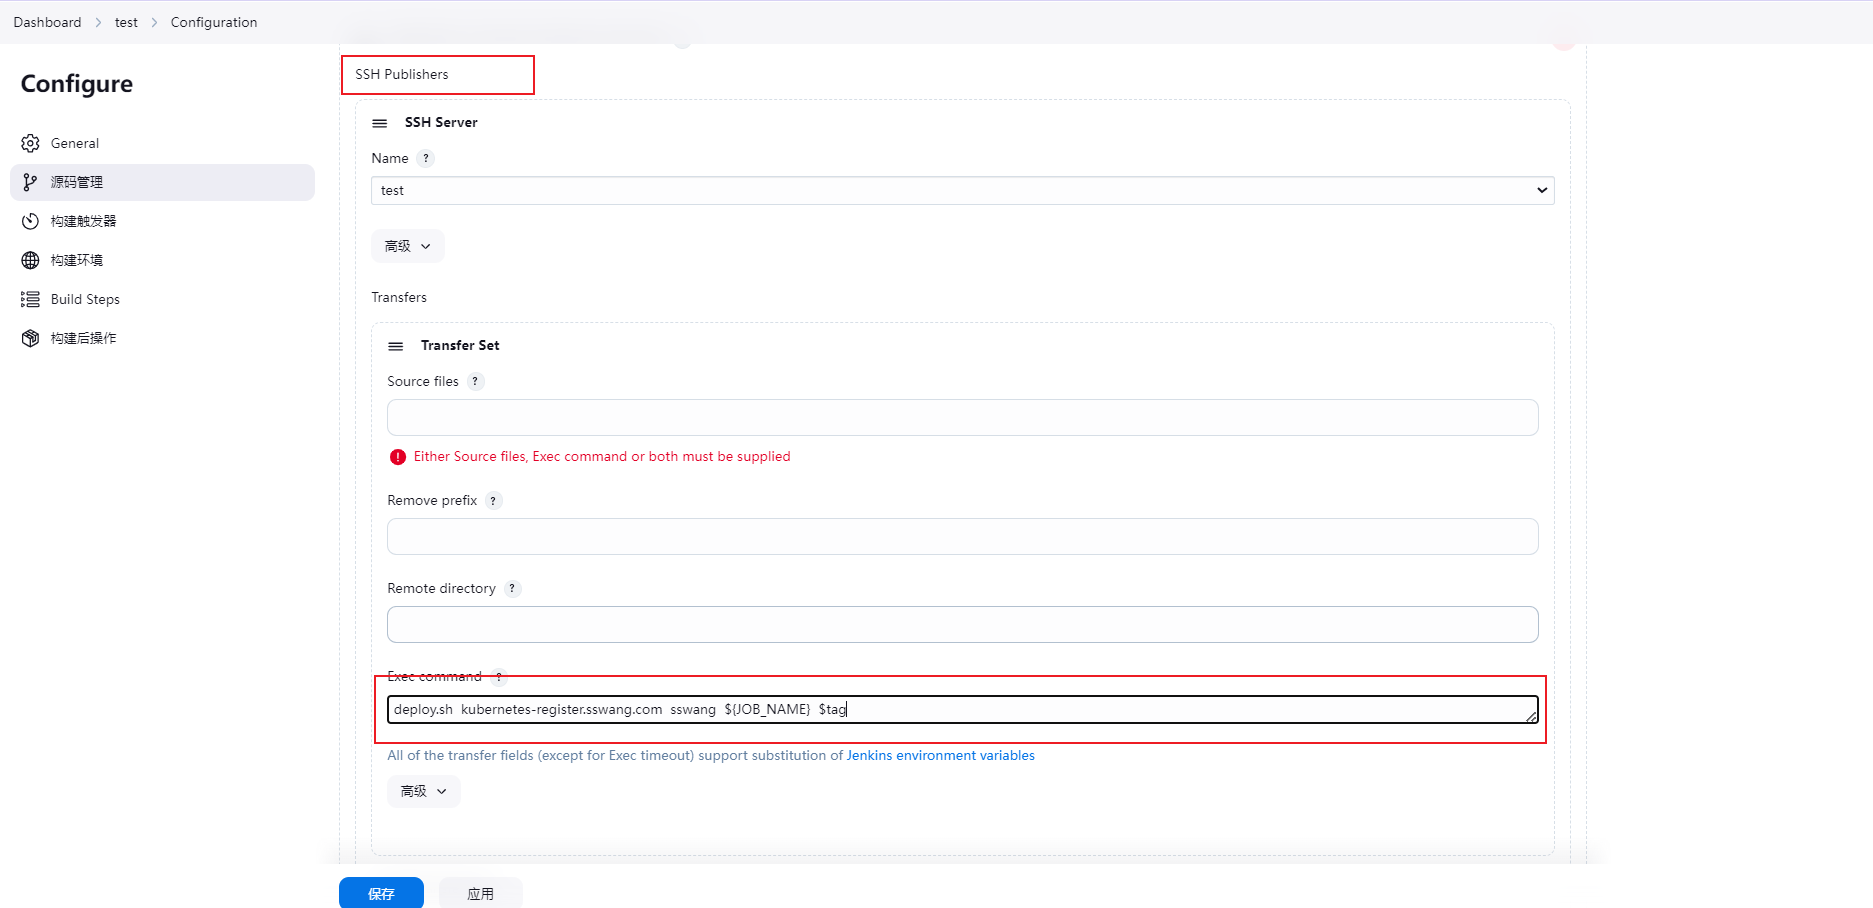 Dashboard > test > Configuration
Configure
General
源码管理
构建触发器
构建环境
Build Steps
构建后操作
SSH Publishers
SSH Server
Name ?
test
高级
Transfers
Transfer Set
Source files ?
Either Source files, Exec command or both must be supplied
Remove prefix ?
Remote directory ?
Exec command ?
deploy.sh kubernetes-register.sswang.com sswang ${JOB_NAME} $tag
All of the transfer fields (except for Exec timeout) support substitution of Jenkins environment variables
高级
保存 应用